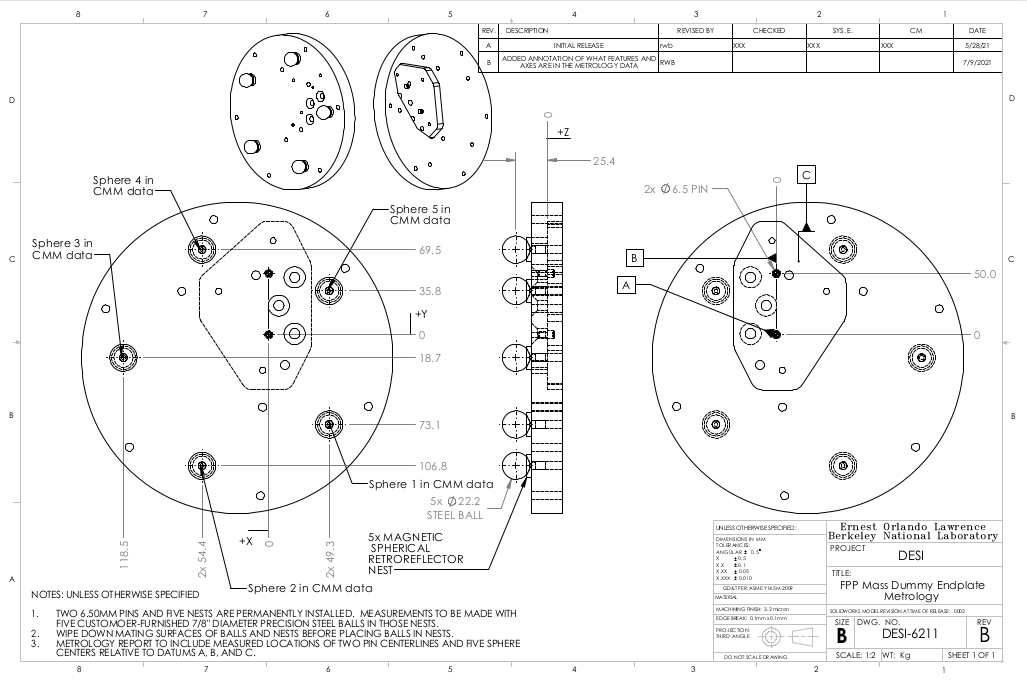 8 7 6 5 4 3 2 1
REV. DESCRIPTION REVISED BY CHECKED SYS. E. CM DATE
A INITIAL RELEASE rwb XXX XXX XXX 5/28/21
B ADDED ANNOTATION OF WHAT FEATURES AND
AXES ARE IN THE METROLOGY DATA RWB 7/9/2021
D D
0
+Z
25.4
2x Ø6.5 PIN
0
C
Sphere 4 in
CMM data
Sphere 5 in
CMM data
Sphere 3 in
CMM data
C C
69.5
35.8
+Y
0
18.7
73.1
106.8
B
A
50.0
0
B B
Sphere 1 in CMM data
5x Ø22.2
STEEL BALL
5x MAGNETIC
SPHERICAL
RETROREFLECTOR
NEST
+X
118.5
2x 54.4
0
2x 49.3
Sphere 2 in CMM data
A A
NOTES: UNLESS OTHERWISE SPECIFIED
1. TWO 6.50MM PINS AND FIVE NESTS ARE PERMANENTLY INSTALLED. MEASUREMENTS TO BE MADE WITH
FIVE CUSTOMOER-FURNISHED 7/8" DIAMETER PRECISION STEEL BALLS IN THOSE NESTS.
2. WIPE DOWN MATING SURFACES OF BALLS AND NESTS BEFORE PLACING BALLS IN NESTS.
3. METROLOGY REPORT TO INCLUDE MEASURED LOCATIONS OF TWO PIN CENTERLINES AND FIVE SPHERE
CENTERS RELATIVE TO DATUMS A, B, AND C.
UNLESS OTHERWISE SPECIFIED:
DIMENSIONS IN MM
TOLERANCES:
ANGULAR ± 0.5°
X ±0.5
X.X ± 0.1
X.XX ± 0.05
X.XXX ± 0.010
GD&T PER: ASME Y14.5M-2009
MATERIAL
MACHINING FINISH: 3.2 micron
EDGE BREAK: 0.1mm±0.1mm
PROJECTION:
THIRD ANGLE
DO NOT SCALE DRAWING
Ernest Orlando Lawrence
Berkeley National Laboratory
PROJECT
DESI
TITLE:
FPP Mass Dummy Endplate
Metrology
SOLIDWORKS MODEL REVISION AT TIME OF RELEASE: 0002
SIZE DWG. NO. REV
B DESI-6211 B
SCALE: 1:2 WT: Kg SHEET 1 OF 1
8 7 6 5 4 3 2 1